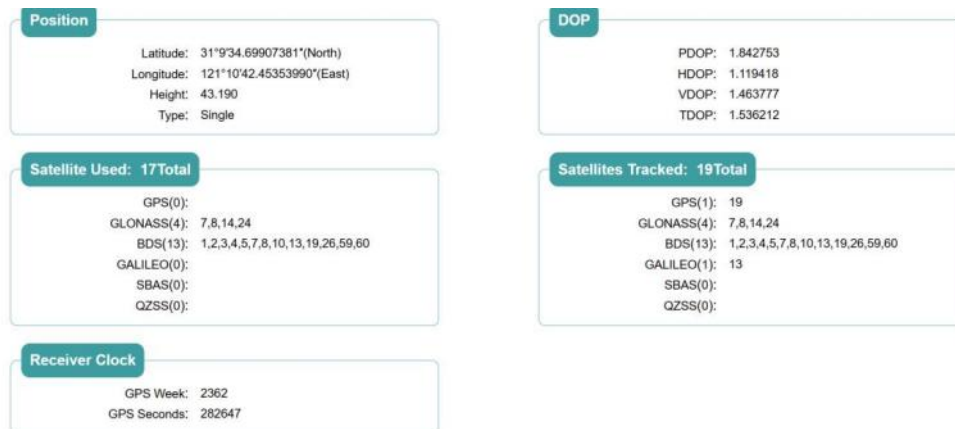 Position
Latitude: 31°9'34.69907381"(North)
Longitude: 121°10'42.45353990"(East)
Height: 43.190
Type: Single
DOP
PDOP: 1.842753
HDOP: 1.119418
VDOP: 1.463777
TDOP: 1.536212
Satellite Used: 17Total
GPS(0):
GLONASS(4): 7,8,14,24
BDS(13): 1,2,3,4,5,7,8,10,13,19,26,59,60
GALILEO(0):
SBAS(0):
QZSS(0):
Satellites Tracked: 19Total
GPS(1): 19
GLONASS(4): 7,8,14,24
BDS(13): 1,2,3,4,5,7,8,10,13,19,26,59,60
GALILEO(1): 13
SBAS(0):
QZSS(0):
Receiver Clock
GPS Week: 2362
GPS Seconds: 282647